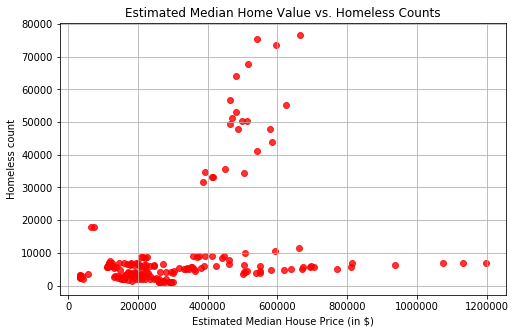 Estimated Median Home Value vs. Homeless Counts
80000
70000
60000
50000
40000
30000
20000
10000
0
Homeless count
0 200000 400000 600000 800000 1000000 1200000
Estimated Median House Price (in $)